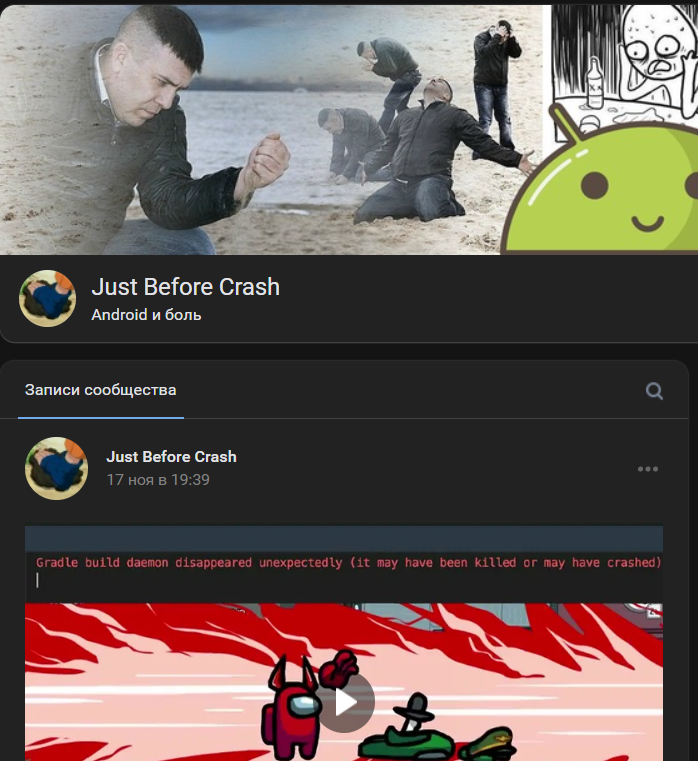 Just Before Crash
Android и боль
Записи сообщества
Just Before Crash
17 ноя в 19:39
Gradle build daemon disappeared unexpectedly (it may have been killed or may have crashed)